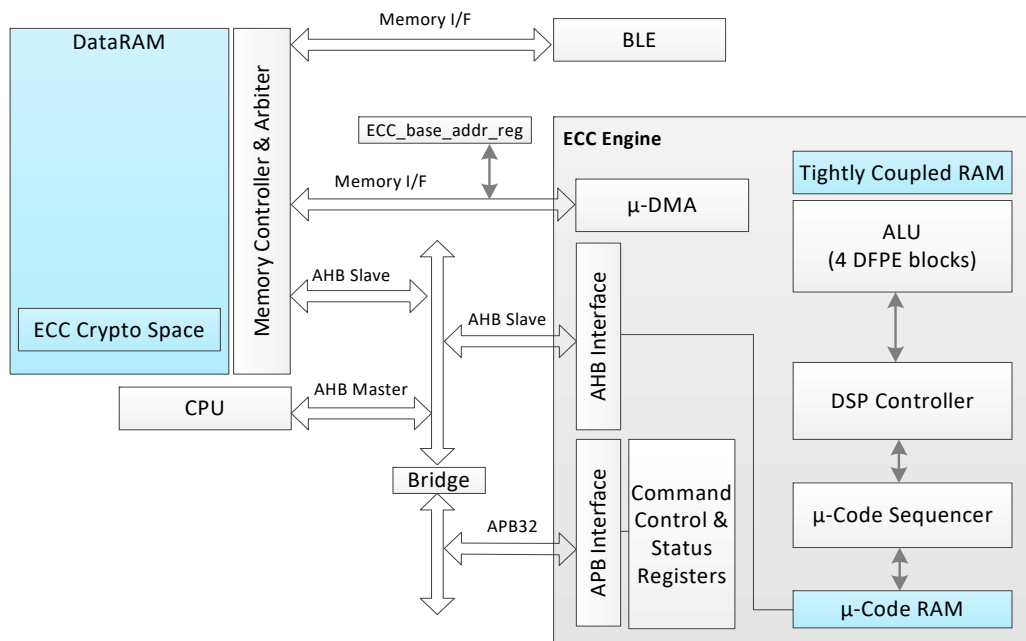 Memory I/F
DataRAM
BLE
Memory Controller & Arbiter
ECC_base_addr_reg
ECC Engine
Memory I/F
μ-DMA
Tightly Coupled RAM
ALU
(4 DFPE blocks)
AHB Slave
AHB Slave
ECC Crypto Space
AHB Interface
AHB Master
CPU
DSP Controller
Bridge
APB32
APB Interface
Command
Control &
Status
Registers
μ-Code Sequencer
μ-Code RAM